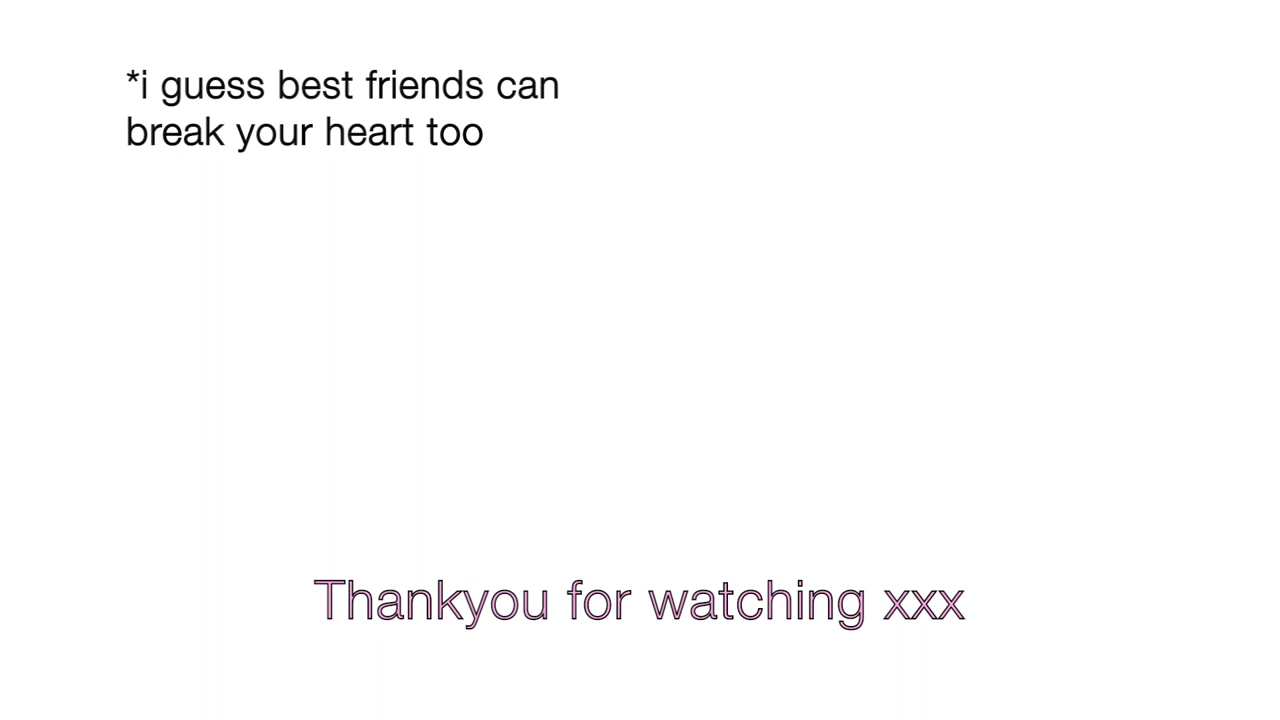 *i guess best friends can
break your heart too
Thankyou for watching xxx